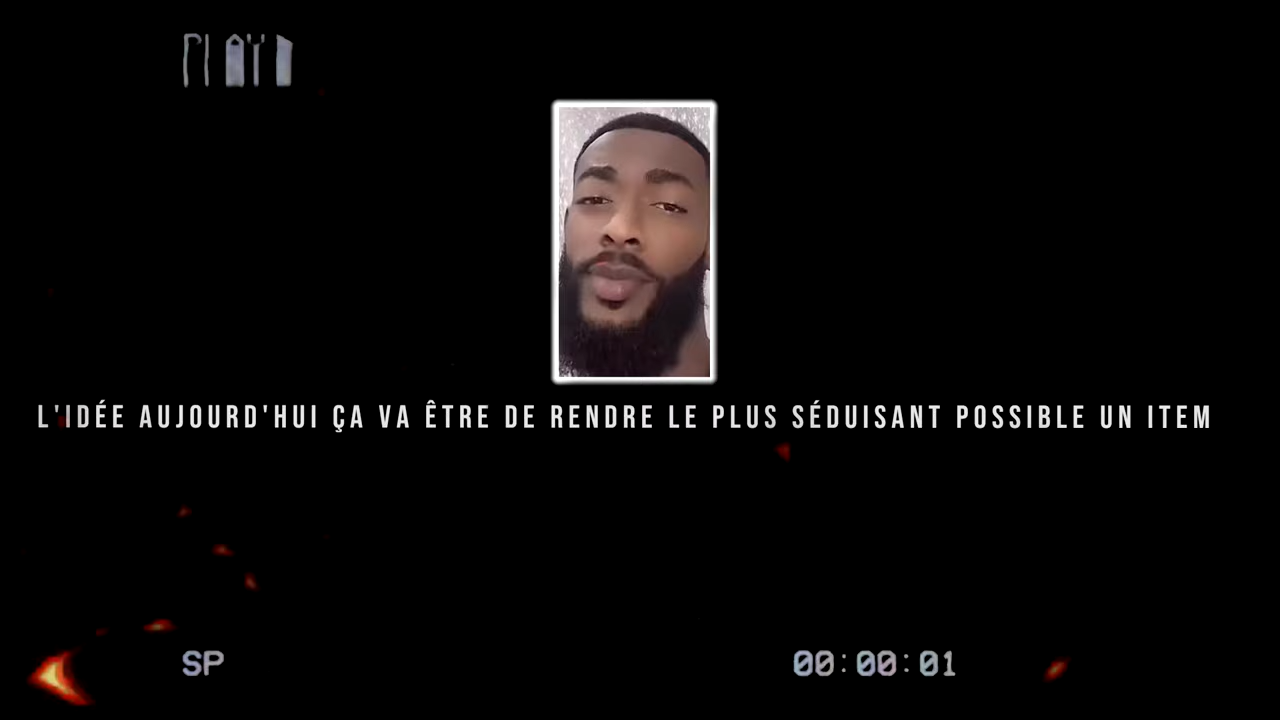 PLAY
L'IDÉE AUJOURD'HUI ÇA VA ÊTRE DE RENDRE LE PLUS SÉDUISANT POSSIBLE UN ITEM
SP
00:00:01